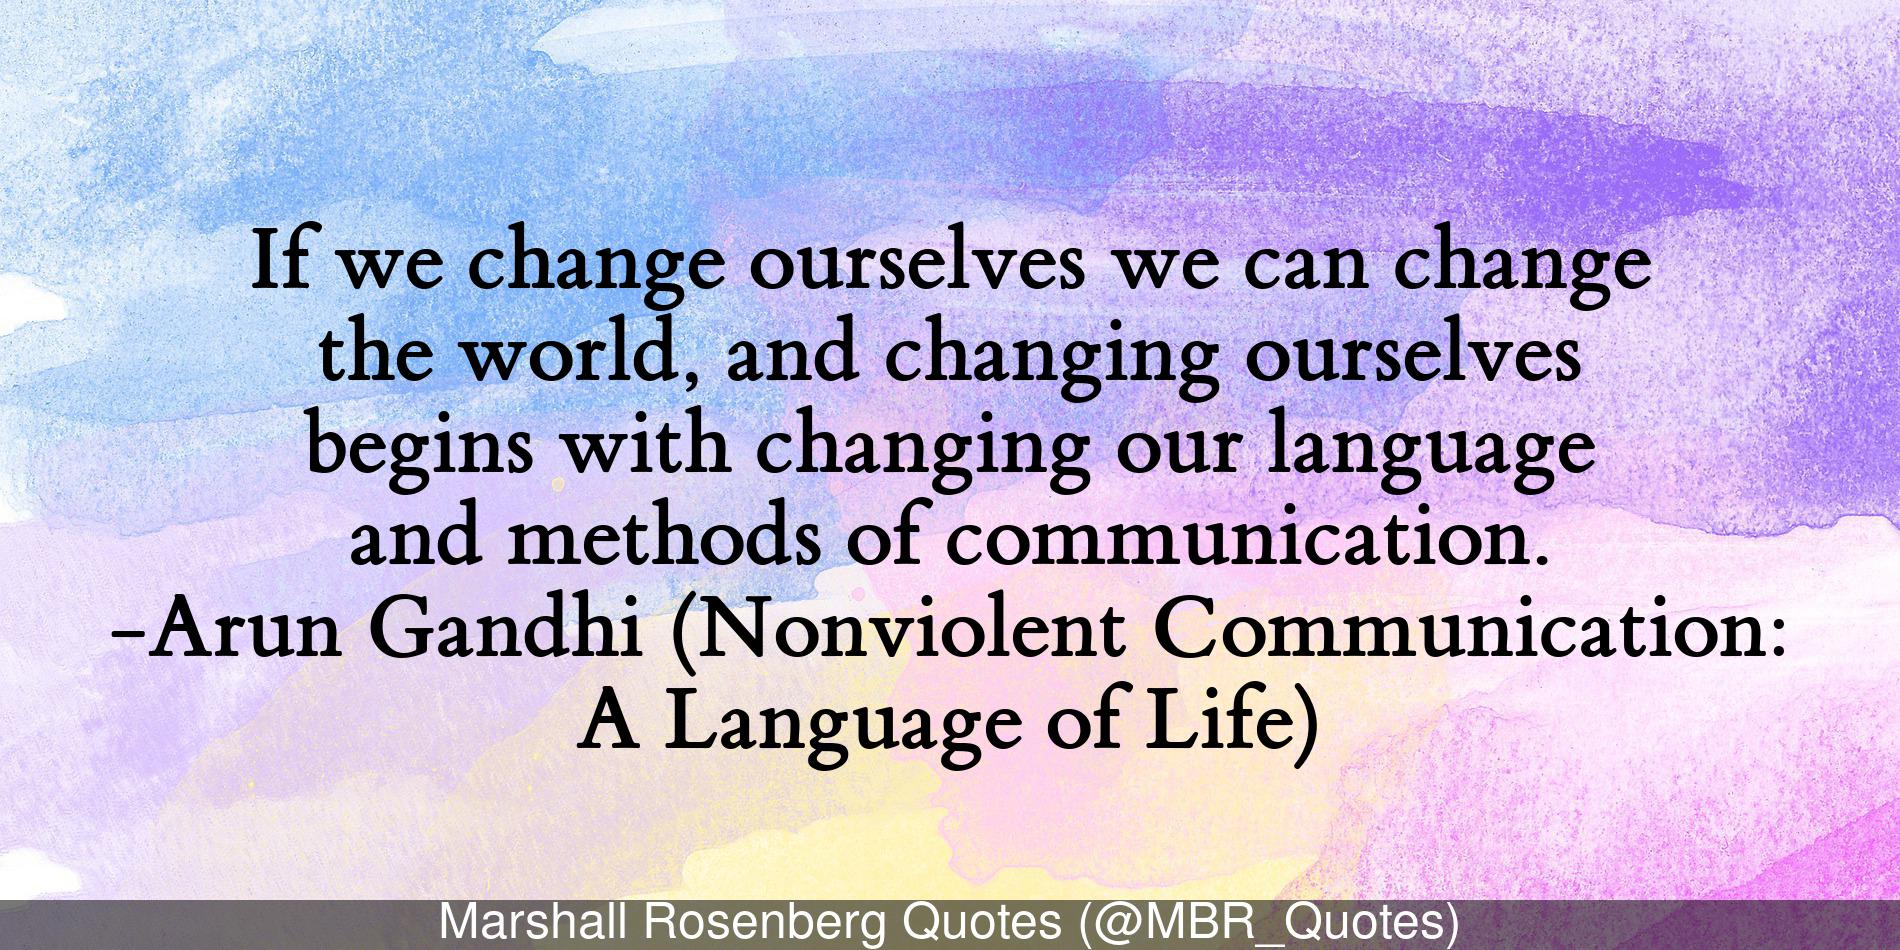 If we change ourselves we can change
the world, and changing ourselves
begins with changing our language
and methods of communication.
-Arun Gandhi (Nonviolent Communication:
A Language of Life)
Marshall Rosenberg Quotes (@MBR_Quotes)